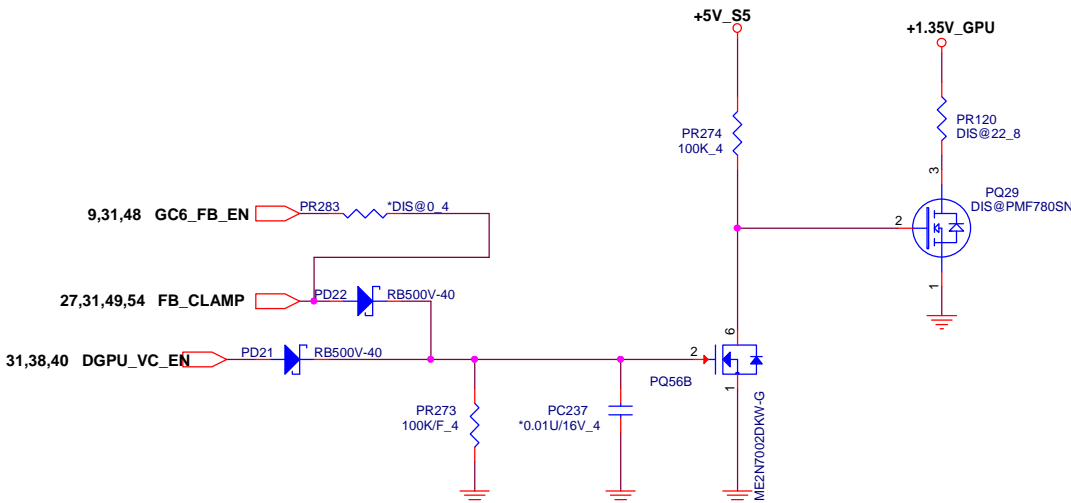 +5V_S5
+1.35V_GPU
PR274
100K_4
PR120
DIS@22_8
3
PQ29
DIS@PMF780SN
2
1
9,31,48 GC6_FB_EN
PR283
*DIS@0_4
27,31,49,54 FB_CLAMP
PD22
RB500V-40
31,38,40 DGPU_VC_EN
PD21
RB500V-40
2
6
1
PQ56B
ME2N7002DKW-G
PR273
100K/F_4
PC237
*0.01U/16V_4